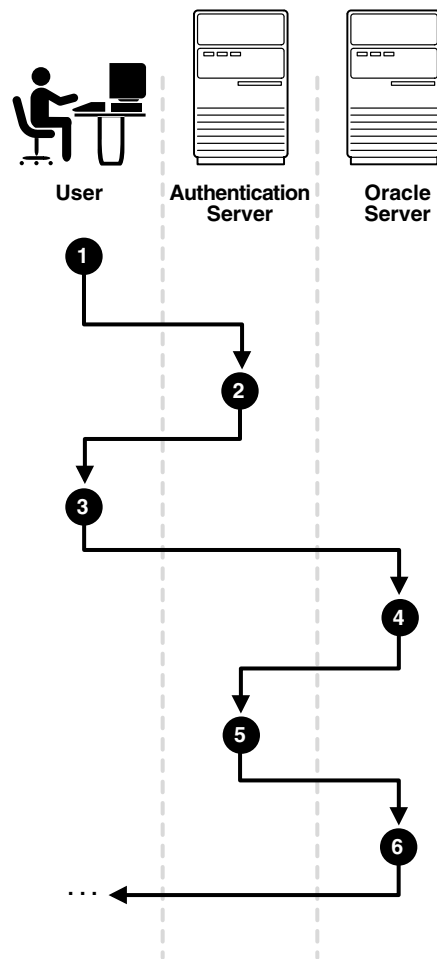 User
Authentication
Server
Oracle
Server
1
2
3
4
5
6
...